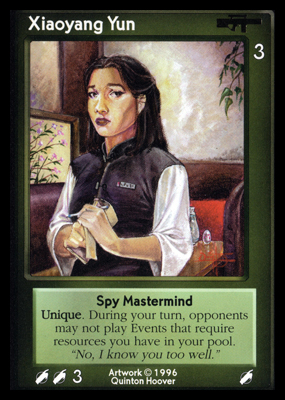 Xiaoyang Yun
3
Spy Mastermind
Unique. During your turn, opponents
may not play Events that require
resources you have in your pool.
"No, I know you too well."
3
Artwork © 1996
Quinton Hoover